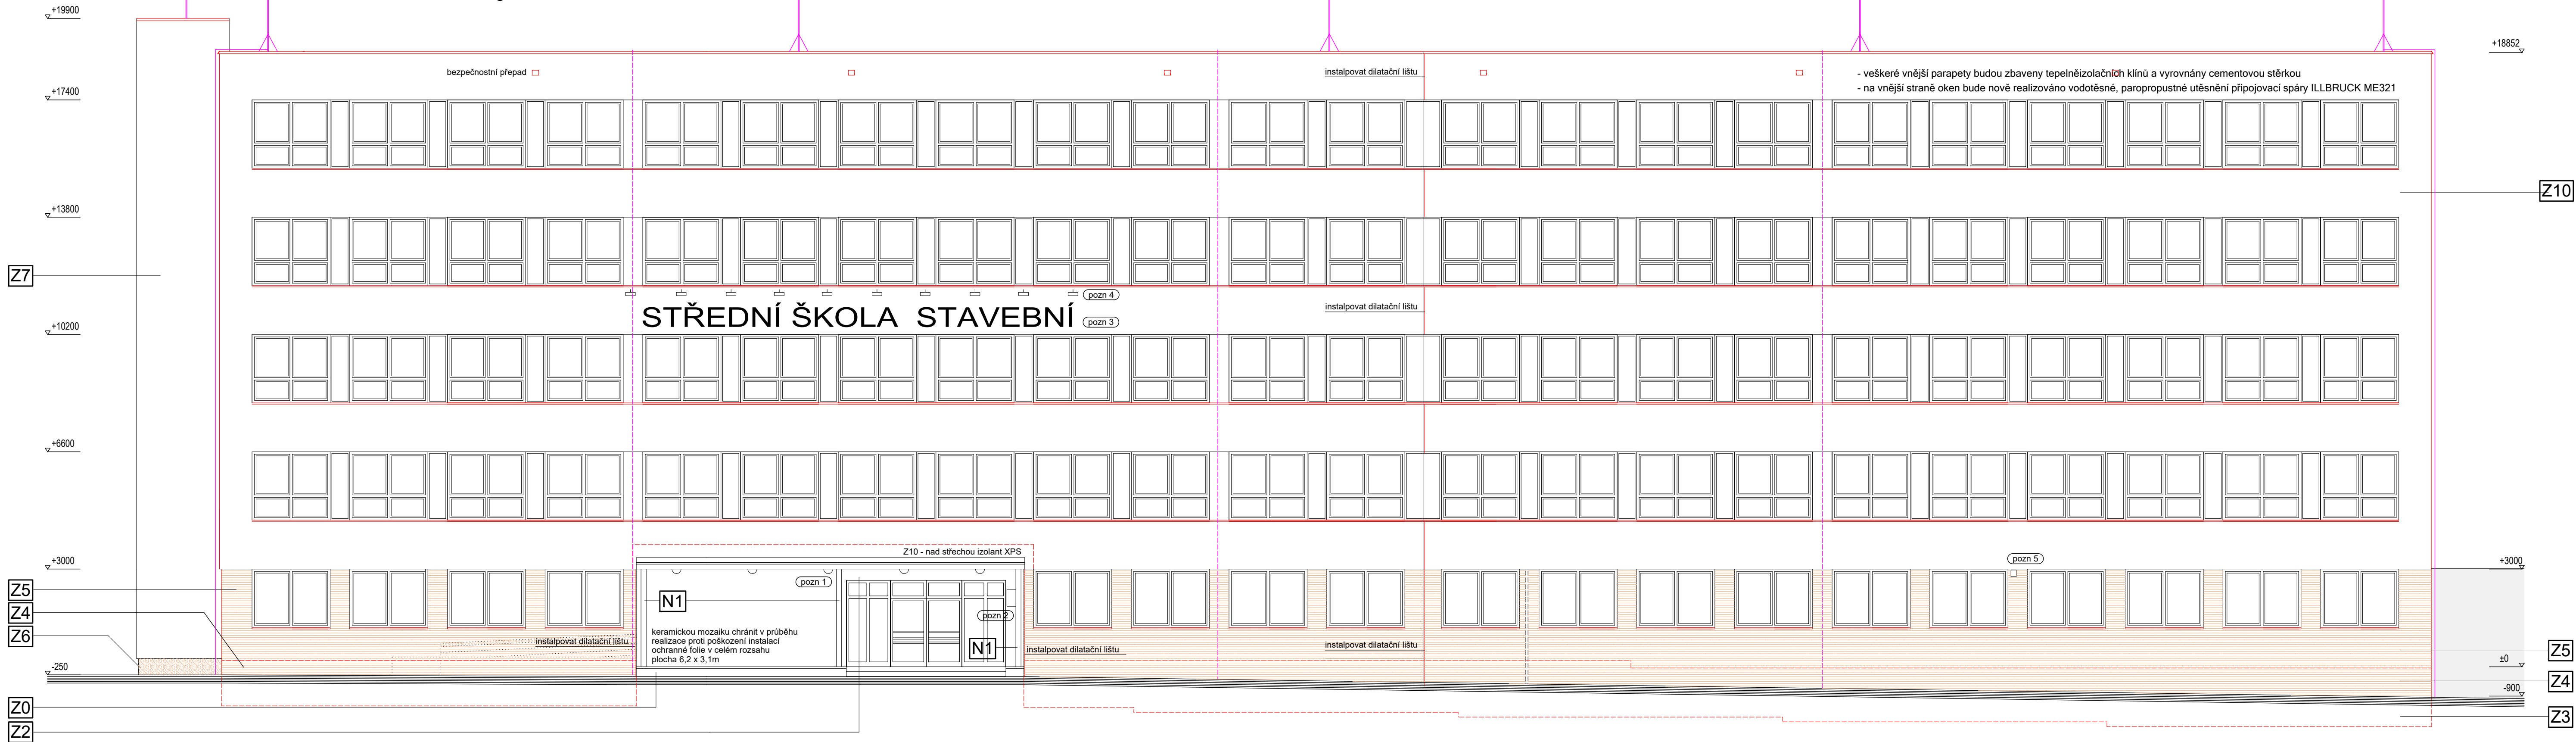 +19900
+18852
bezpečnostní přepad
instalpovat dilatační lištu
- veškeré vnější parapety budou zbaveny tepelněizolačních klínů a vyrovnány cementovou stěrkou
- na vnější straně oken bude nově realizováno vodotěsné, paropropustné utěsnění připojovací spáry ILLBRUCK ME321
+17400
Z10
+13800
Z7
pozn 4
STŘEDNÍ ŠKOLA STAVEBNÍ
pozn 3
instalpovat dilatační lištu
+10200
+6600
Z10 - nad střechou izolant XPS
pozn 5
+3000
+3000
pozn 1
Z5
N1
Z4
pozn 2
Z6
keramickou mozaiku chránit v průběhu
realizace proti poškození instalací
ochranné folie v celém rozsahu
plocha 6,2 x 3,1m
instalpovat dilatační lištu
N1
instalpovat dilatační lištu
instalpovat dilatační lištu
Z5
±0
-250
Z4
-900
Z0
Z3
Z2